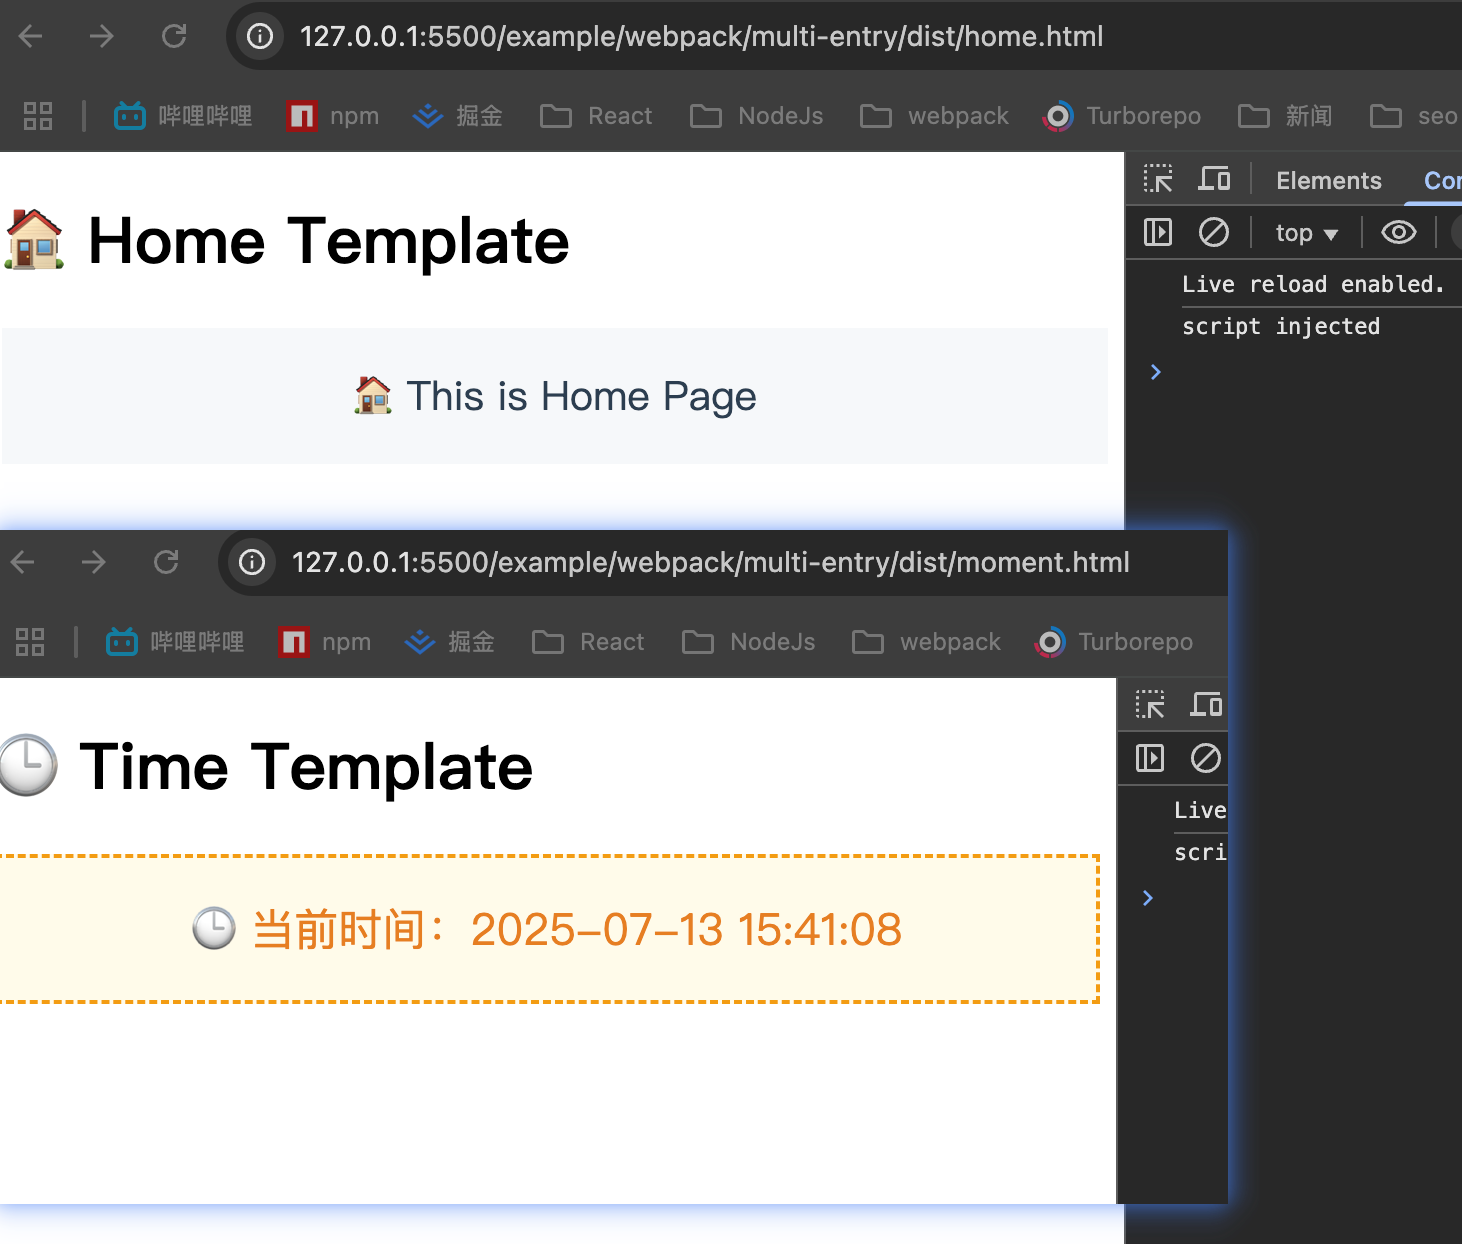 127.0.0.1:5500/example/webpack/multi-entry/dist/home.html
哔哩哔哩 npm 掘金 React NodeJs webpack Turborepo 新闻 seo
Elements Con
top
Home Template
Live reload enabled.
script injected
This is Home Page
127.0.0.1:5500/example/webpack/multi-entry/dist/moment.html
哔哩哔哩 npm 掘金 React NodeJs webpack Turborepo
Time Template
Live
scri
当前时间：2025-07-13 15:41:08